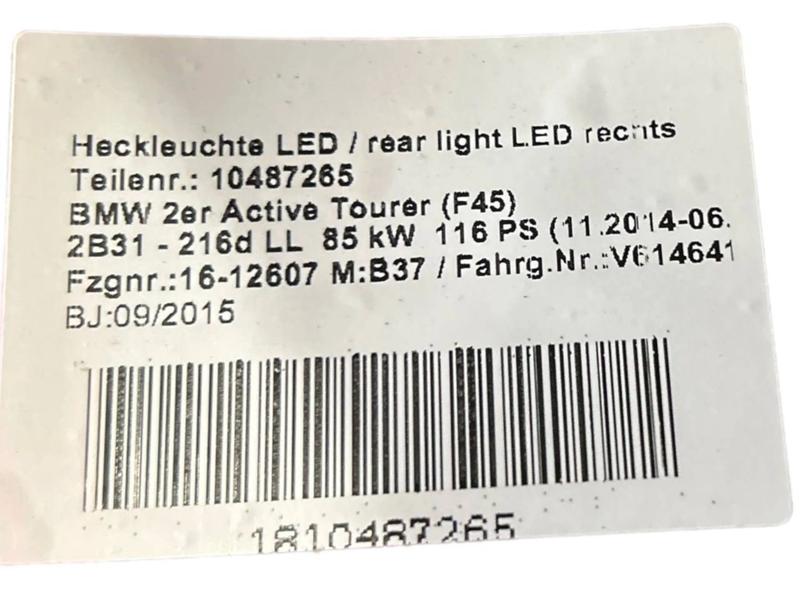 Heckleuchte LED / rear light LED rechts
Teilenr.: 10487265
BMW 2er Active Tourer (F45)
2B31 - 216d LL 85 kW 116 PS (11.2014-06.
Fzgnr.:16-12607 M:B37 / Fahrg.Nr.:V614641
BJ:09/2015
1810487265